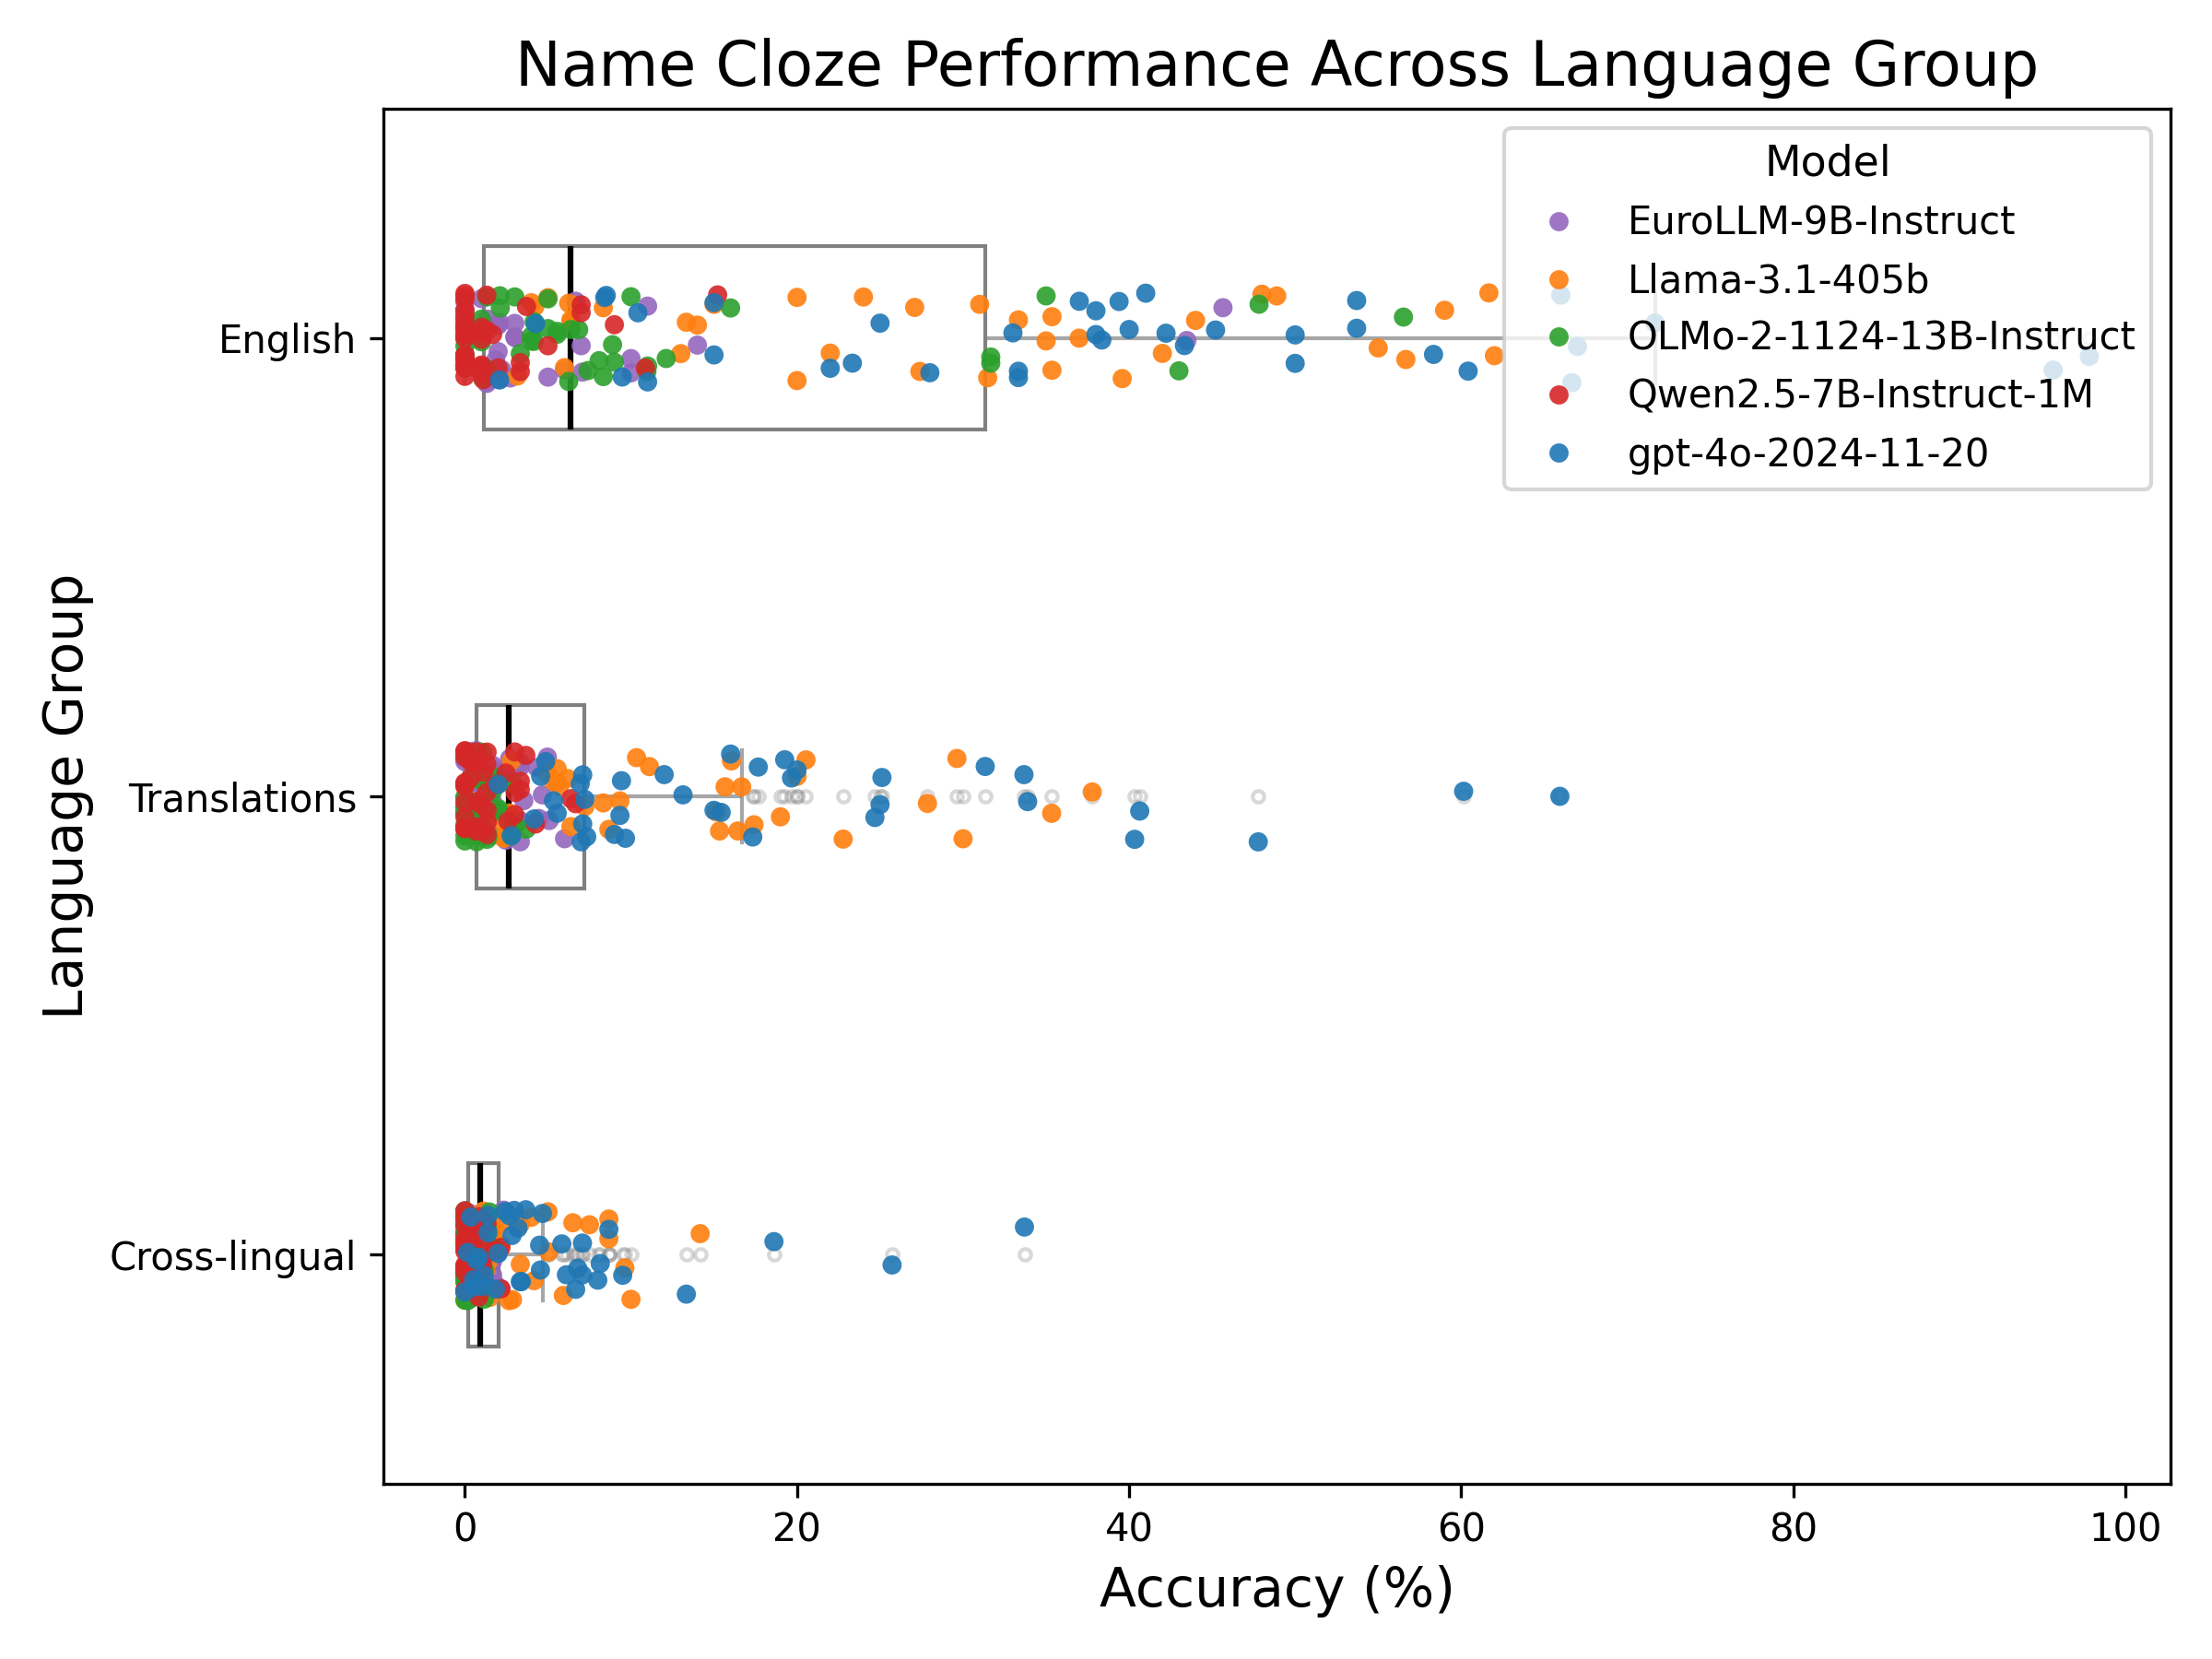 Name Cloze Performance Across Language Group
Model
EuroLLM-9B-Instruct
Llama-3.1-405b
OLMo-2-1124-13B-Instruct
Qwen2.5-7B-Instruct-1M
gpt-4o-2024-11-20
Language Group
English
Translations
Cross-lingual
0 20 40 60 80 100
Accuracy (%)